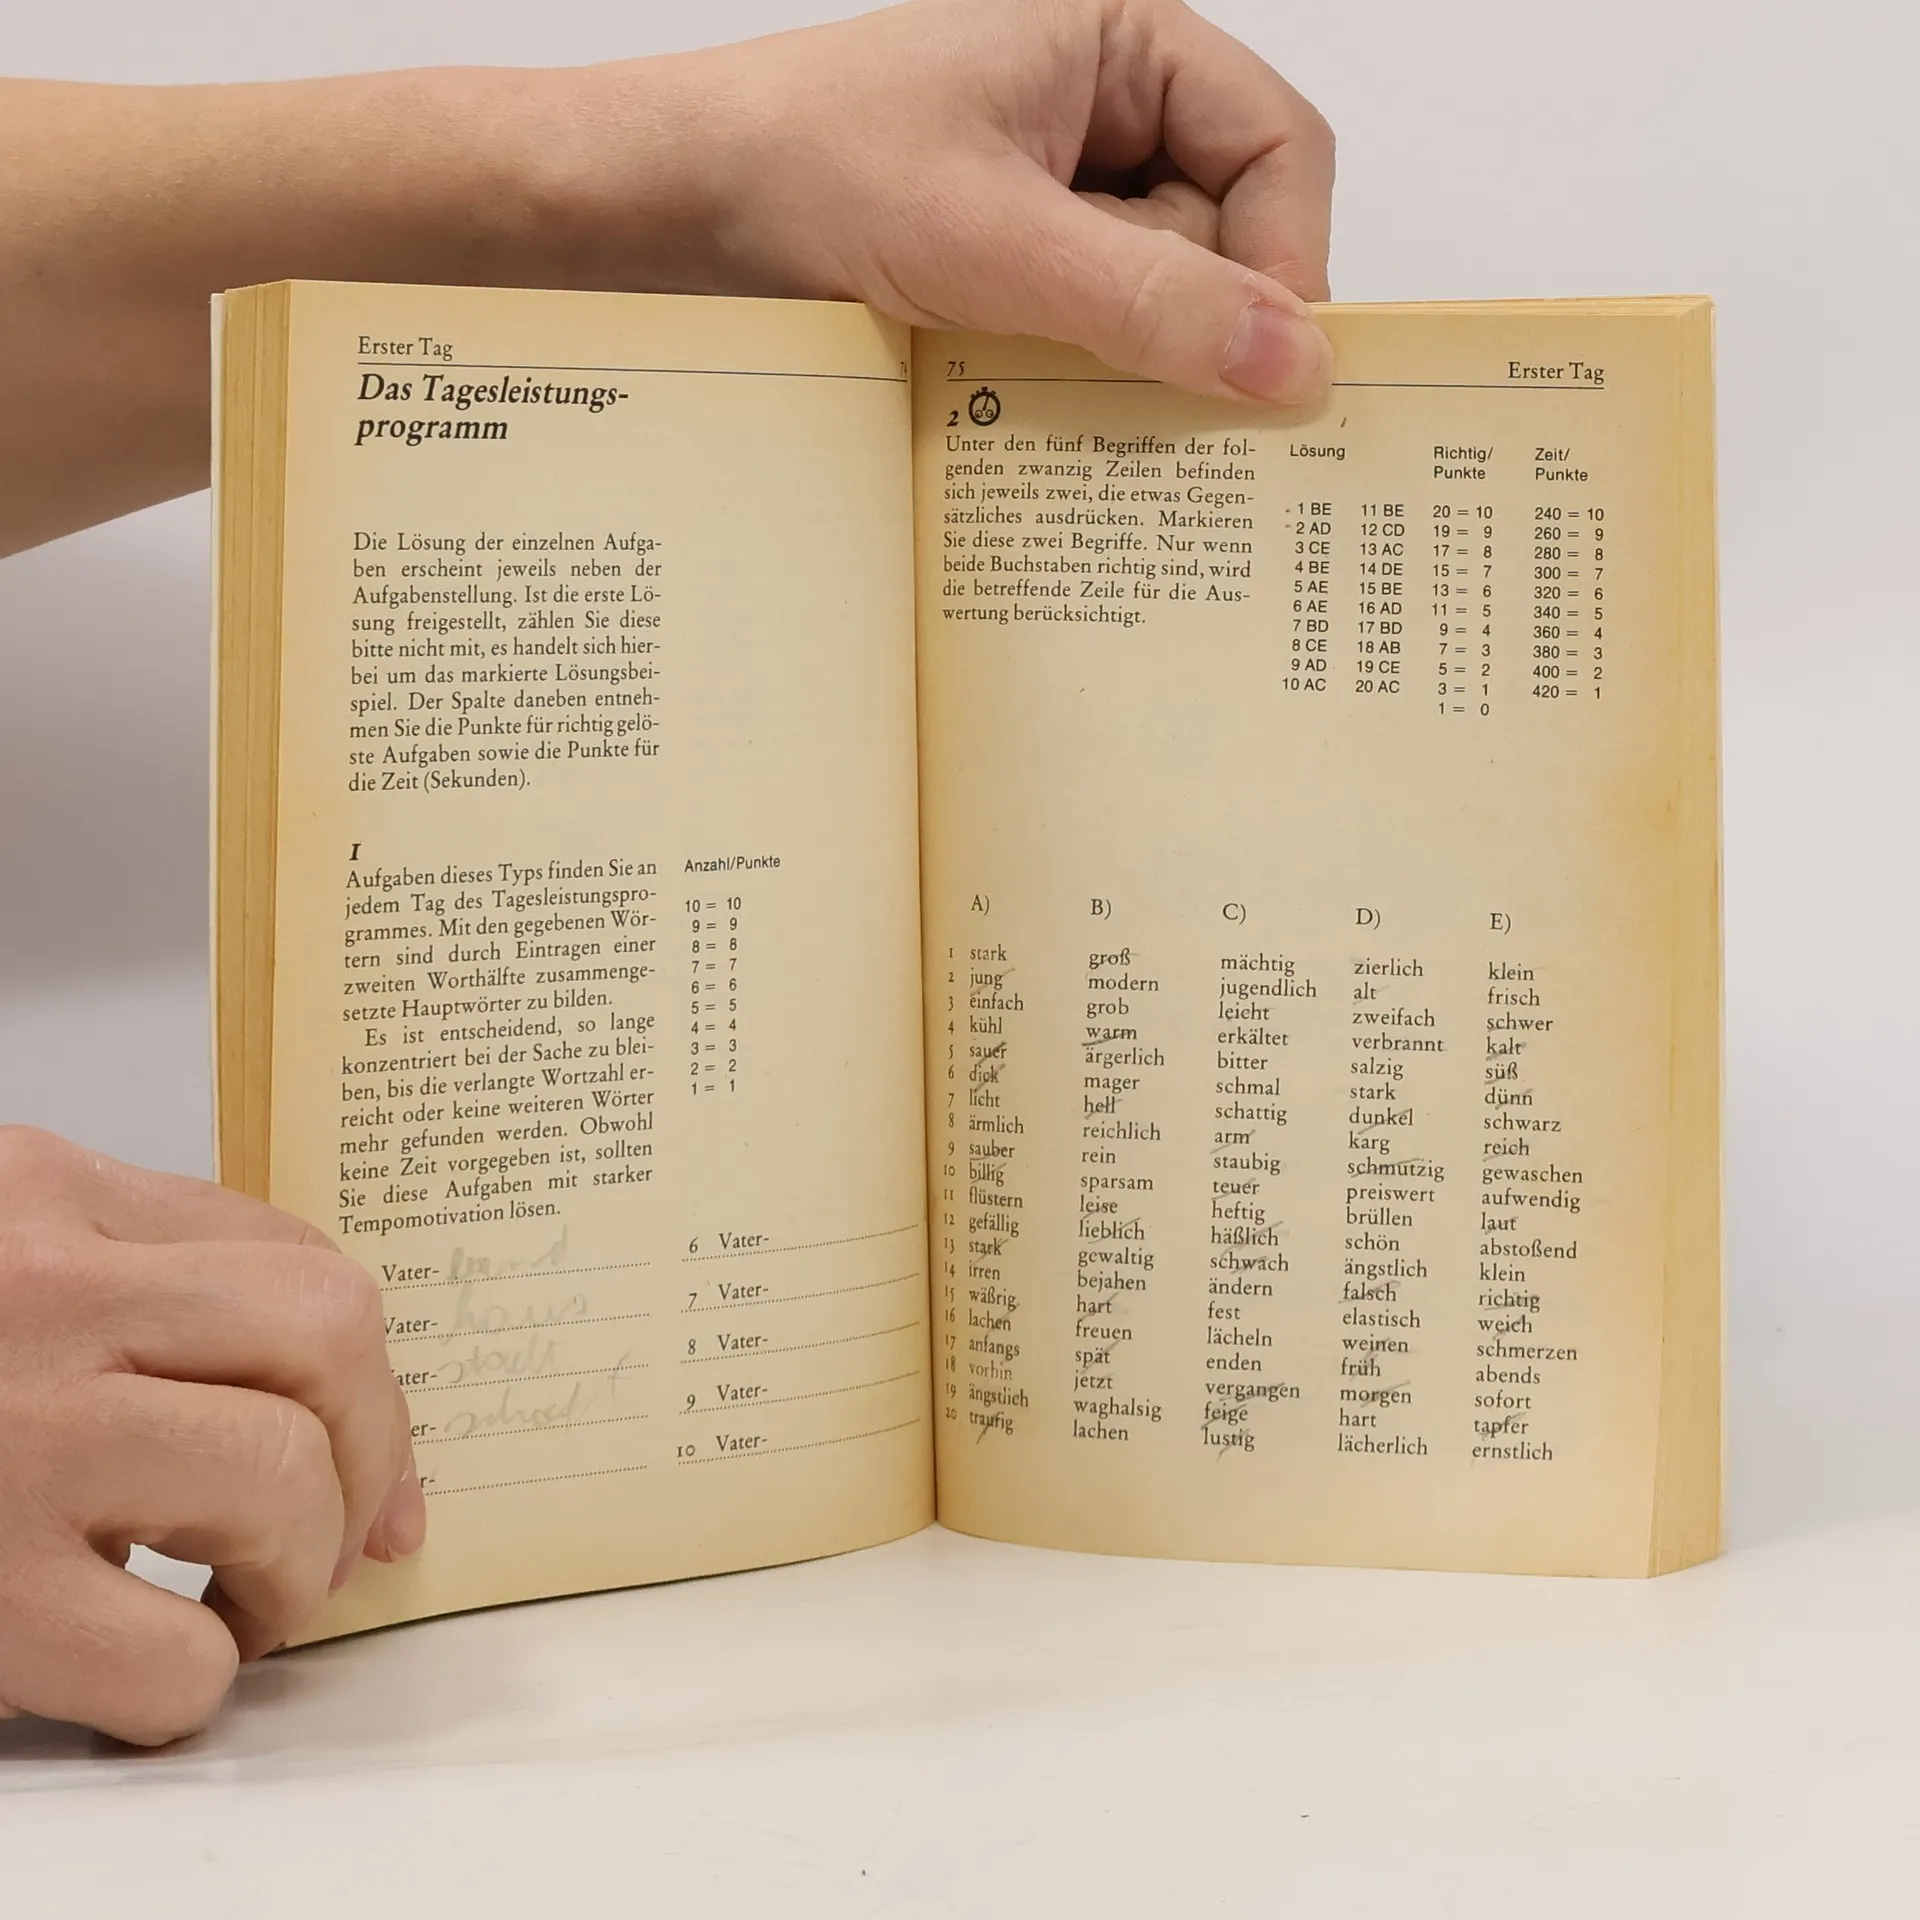 Erster Tag
74
Das Tagesleistungs-
programm
Die Lösung der einzelnen Aufga-
ben erscheint jeweils neben der
Aufgabenstellung. Ist die erste Lö-
sung freigestellt, zählen Sie diese
bitte nicht mit, es handelt sich hier-
bei um das markierte Lösungsbei-
spiel. Der Spalte daneben entneh-
men Sie die Punkte für richtig gelö-
ste Aufgaben sowie die Punkte für
die Zeit (Sekunden).
1
Aufgaben dieses Typs finden Sie an
jedem Tag des Tagesleistungspro-
grammes. Mit den gegebenen Wör-
tern sind durch Eintragen einer
zweiten Worthälfte zusammenge-
setzte Hauptwörter zu bilden.
Es ist entscheidend, so lange
konzentriert bei der Sache zu blei-
ben, bis die verlangte Wortzahl er-
reicht oder keine weiteren Wörter
mehr gefunden werden. Obwohl
keine Zeit vorgegeben ist, sollten
Sie diese Aufgaben mit starker
Tempomotivation lösen.
Anzahl/Punkte
10 = 10
9 = 9
8 = 8
7 = 7
6 = 6
5 = 5
4 = 4
3 = 3
2 = 2
1 = 1
Vater-
Vater- haus
ater- stadt
er-
r-
6 Vater-
7 Vater-
8 Vater-
9 Vater-
10 Vater-
75 Erster Tag
2
Unter den fünf Begriffen der fol-
genden zwanzig Zeilen befinden
sich jeweils zwei, die etwas Gegen-
sätzliches ausdrücken. Markieren
Sie diese zwei Begriffe. Nur wenn
beide Buchstaben richtig sind, wird
die betreffende Zeile für die Aus-
wertung berücksichtigt.
Lösung Richtig/ Zeit/
Punkte Punkte
1 BE 11 BE 20 = 10 240 = 10
2 AD 12 CD 19 = 9 260 = 9
3 CE 13 AC 17 = 8 280 = 8
4 BE 14 DE 15 = 7 300 = 7
5 AE 15 BE 13 = 6 320 = 6
6 AE 16 AD 11 = 5 340 = 5
7 BD 17 BD 9 = 4 360 = 4
8 CE 18 AB 7 = 3 380 = 3
9 AD 19 CE 5 = 2 400 = 2
10 AC 20 AC 3 = 1 420 = 1
1 = 0
A) B) C) D) E)
1 stark groß mächtig zierlich klein
2 jung modern jugendlich alt frisch
3 einfach grob leicht zweifach schwer
4 kühl warm erkältet verbrannt kalt
5 sauer ärgerlich bitter salzig süß
6 dick mager schmal stark dünn
7 licht hell schattig dunkel schwarz
8 ärmlich reichlich arm karg reich
9 sauber rein staubig schmutzig gewaschen
10 billig sparsam teuer preiswert aufwendig
11 flüstern leise heftig brüllen laut
12 gefällig lieblich häßlich schön abstoßend
13 stark gewaltig schwach ängstlich klein
14 irren bejahen ändern falsch richtig
15 wäßrig hart fest elastisch weich
16 lachen freuen lächeln weinen schmerzen
17 anfangs spät enden früh abends
18 vorhin jetzt vergangen morgen sofort
19 ängstlich waghalsig feige hart tapfer
20 traurig lachen lustig lächerlich ernstlich